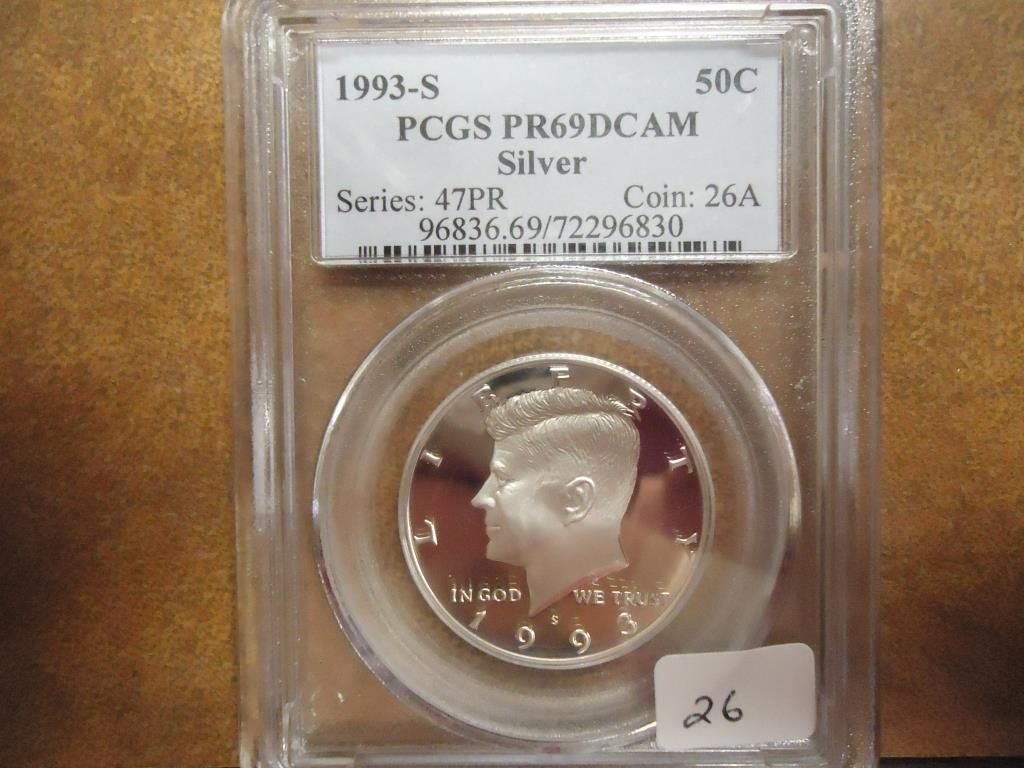 1993-S 50C
PCGS PR69DCAM
Silver
Series: 47PR Coin: 26A
96836.69/72296830
LIBERTY
IN GOD WE TRUST
S
1993
26